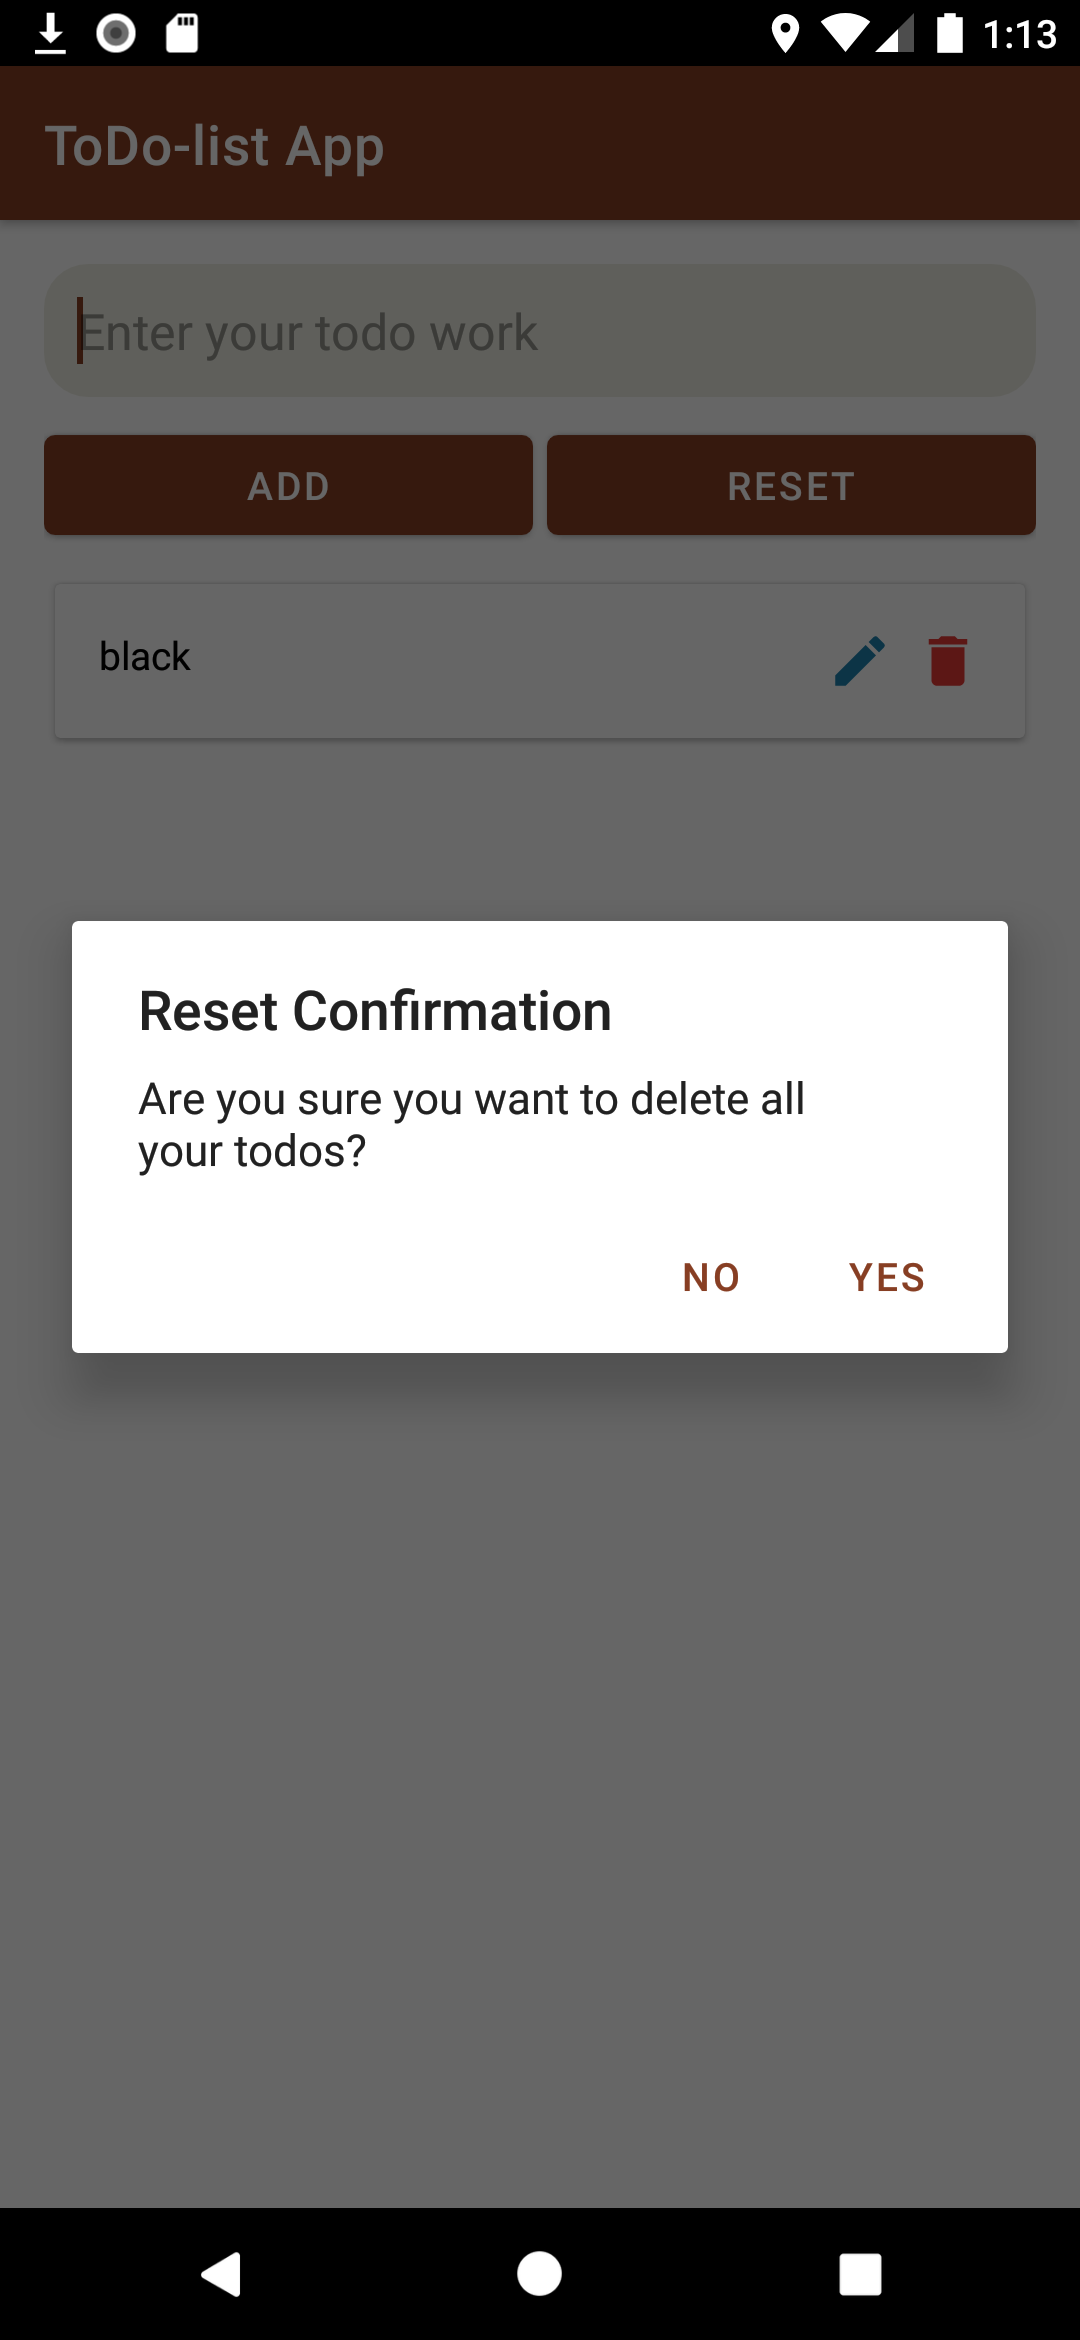 1:13
ToDo-list App
Enter your todo work
ADD RESET
black
Reset Confirmation
Are you sure you want to delete all
your todos?
NO YES